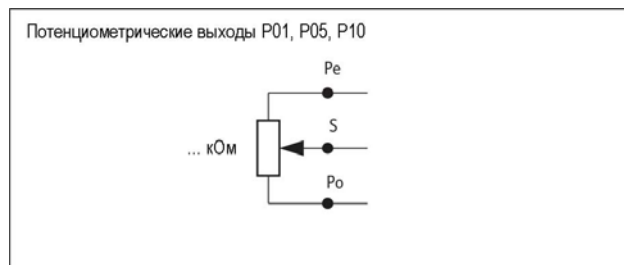 Потенциометрические выходы P01, P05, P10
Pe
S
... кОм
Po